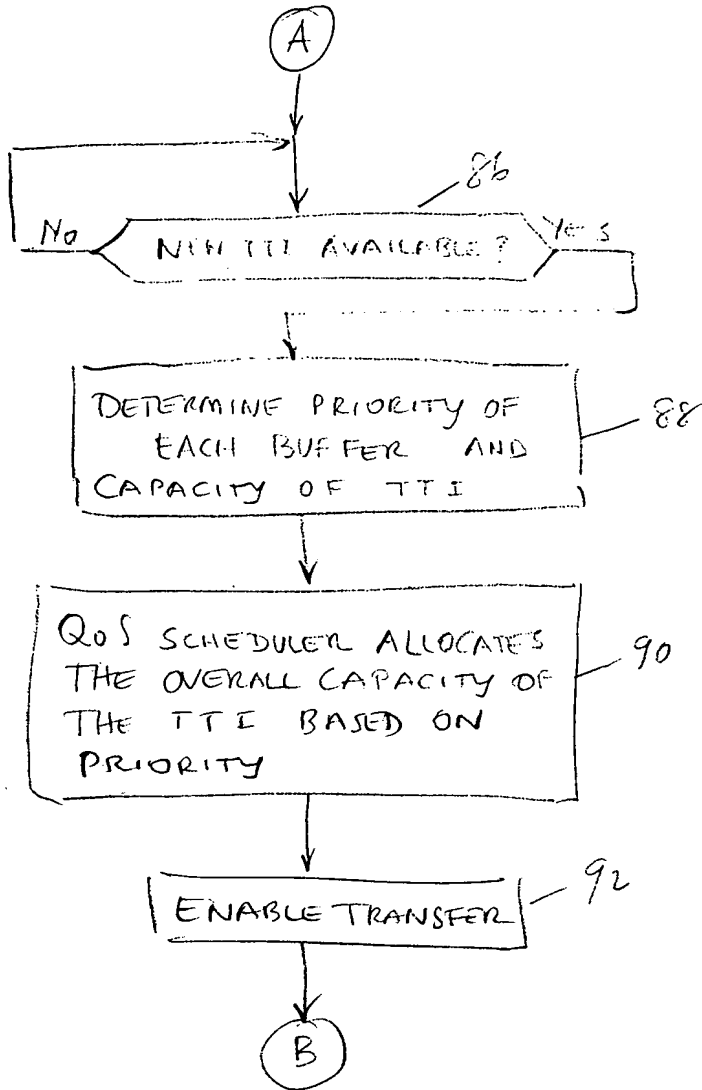 A
86
No
NEW TTI AVAILABLE?
Yes
DETERMINE PRIORITY OF
EACH BUFFER AND
CAPACITY OF TTI
88
QoS SCHEDULER ALLOCATES
THE OVERALL CAPACITY OF
THE TTI BASED ON
PRIORITY
90
ENABLE TRANSFER
92
B